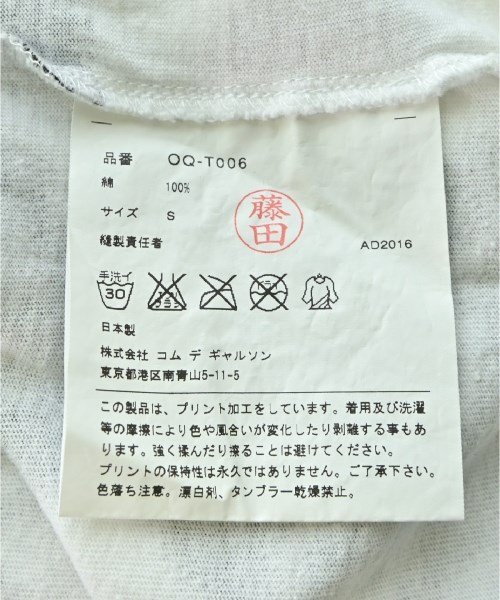 品番 OQ-T006
綿 100%
サイズ S
藤田
縫製責任者 AD2016
手洗イ
30
日本製
株式会社 コム デ ギャルソン
東京都港区南青山5-11-5
この製品は、プリント加工をしています。着用及び洗濯
等の摩擦により色や風合いが変化したり剥離する事もあ
ります。強く揉んだり擦ることは避けてください。
プリントの保持性は永久ではありません。ご了承下さい。
色落ち注意。漂白剤、タンブラー乾燥禁止。